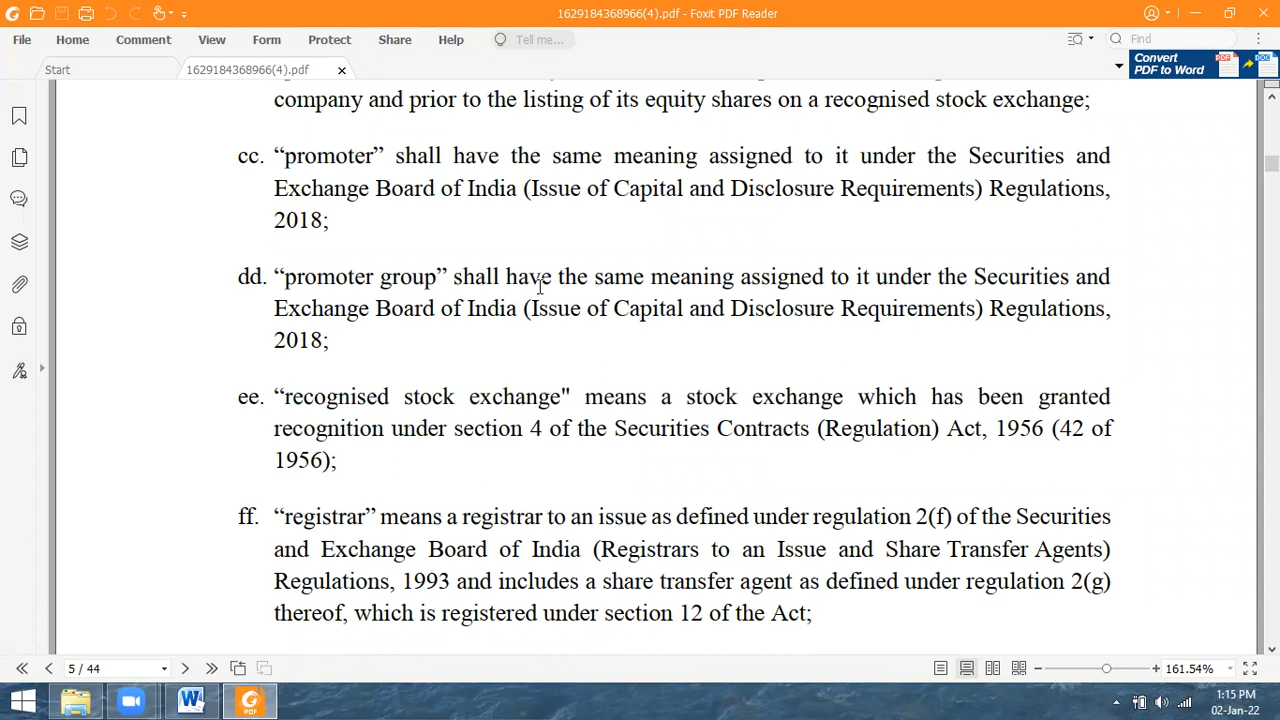 1629184368966(4).pdf - Foxit PDF Reader
File Home Comment View Form Protect Share Help Tell me... Find
Start 1629184368966(4).pdf
Convert
PDF to Word
company and prior to the listing of its equity shares on a recognised stock exchange;
cc. “promoter” shall have the same meaning assigned to it under the Securities and
Exchange Board of India (Issue of Capital and Disclosure Requirements) Regulations,
2018;
dd. “promoter group” shall have the same meaning assigned to it under the Securities and
Exchange Board of India (Issue of Capital and Disclosure Requirements) Regulations,
2018;
ee. “recognised stock exchange" means a stock exchange which has been granted
recognition under section 4 of the Securities Contracts (Regulation) Act, 1956 (42 of
1956);
ff. “registrar” means a registrar to an issue as defined under regulation 2(f) of the Securities
and Exchange Board of India (Registrars to an Issue and Share Transfer Agents)
Regulations, 1993 and includes a share transfer agent as defined under regulation 2(g)
thereof, which is registered under section 12 of the Act;
5 / 44 161.54%
1:15 PM
02-Jan-22